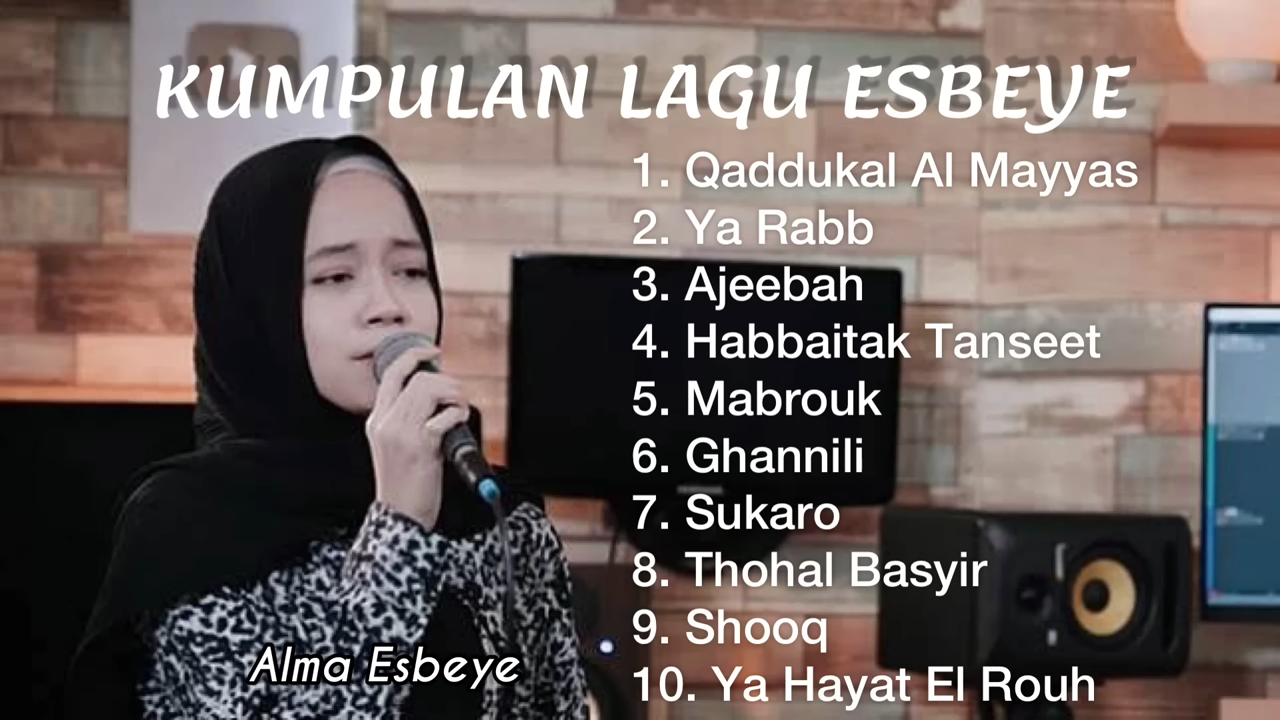 KUMPULAN LAGU ESBEYE
1. Qaddukal Al Mayyas
2. Ya Rabb
3. Ajeebah
4. Habbaitak Tanseet
5. Mabrouk
6. Ghannili
7. Sukaro
8. Thohal Basyir
9. Shooq
10. Ya Hayat El Rouh
Alma Esbeye